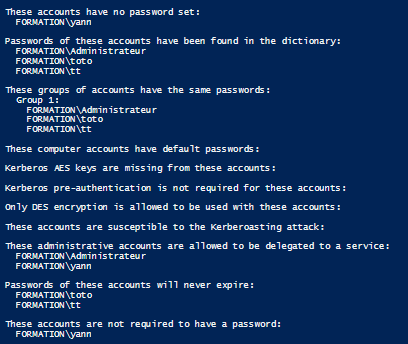 These accounts have no password set:
FORMATION\yann
Passwords of these accounts have been found in the dictionary:
FORMATION\Administrateur
FORMATION\toto
FORMATION\tt
These groups of accounts have the same passwords:
Group 1:
FORMATION\Administrateur
FORMATION\toto
FORMATION\tt
These computer accounts have default passwords:
Kerberos AES keys are missing from these accounts:
Kerberos pre-authentication is not required for these accounts:
Only DES encryption is allowed to be used with these accounts:
These accounts are susceptible to the Kerberoasting attack:
These administrative accounts are allowed to be delegated to a service:
FORMATION\Administrateur
FORMATION\yann
Passwords of these accounts will never expire:
FORMATION\toto
FORMATION\tt
These accounts are not required to have a password:
FORMATION\yann